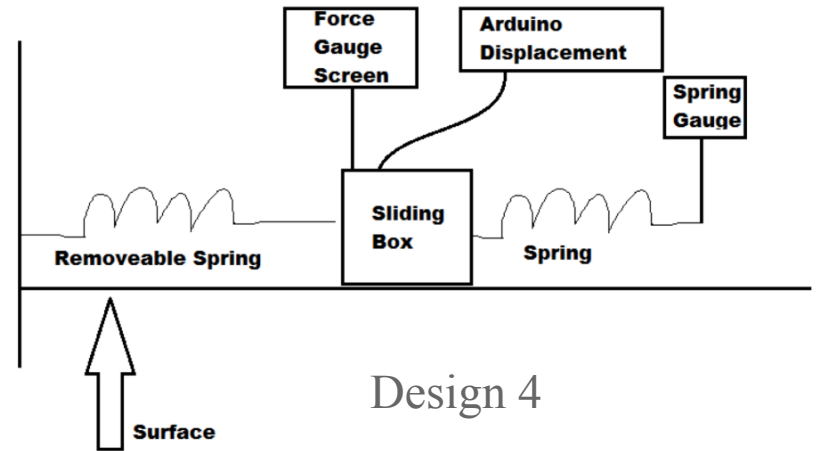 Force
Gauge
Screen
Arduino
Displacement
Spring
Gauge
Sliding
Box
Removeable Spring
Spring
Design 4
Surface